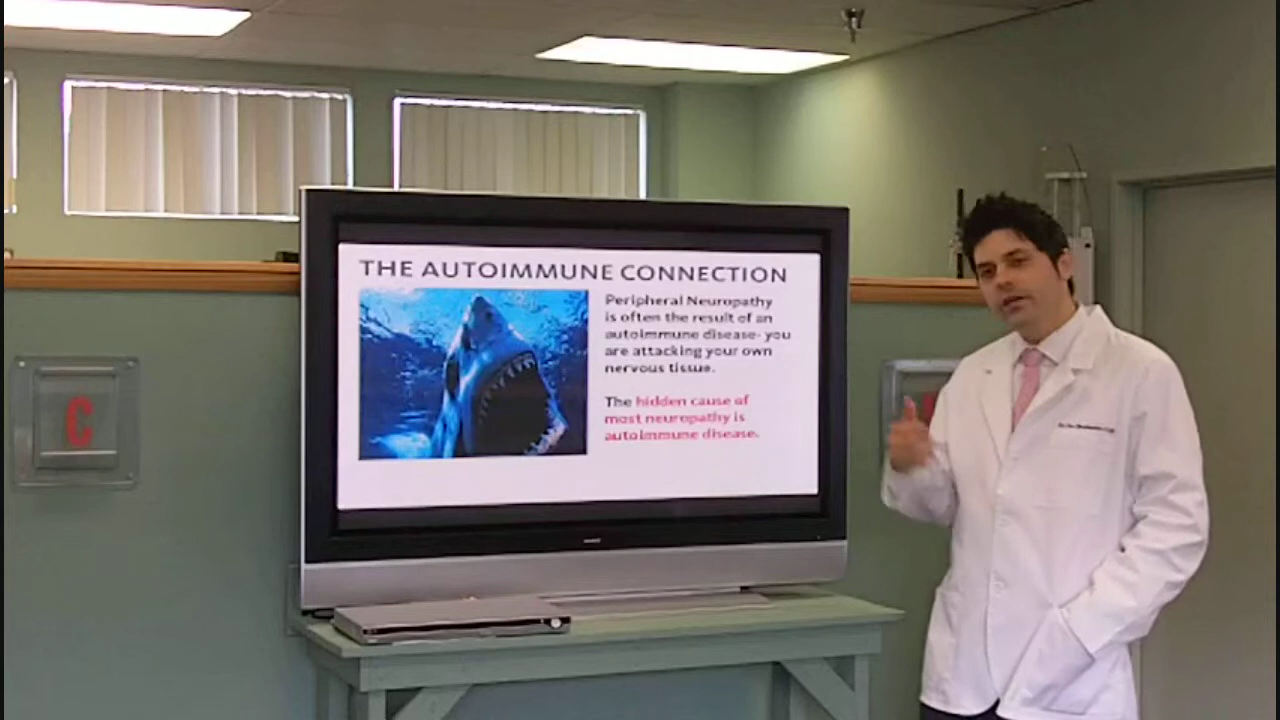 THE AUTOIMMUNE CONNECTION
Peripheral Neuropathy
is often the result of an
autoimmune disease- you
are attacking your own
nervous tissue.
The hidden cause of
most neuropathy is
autoimmune disease.
C